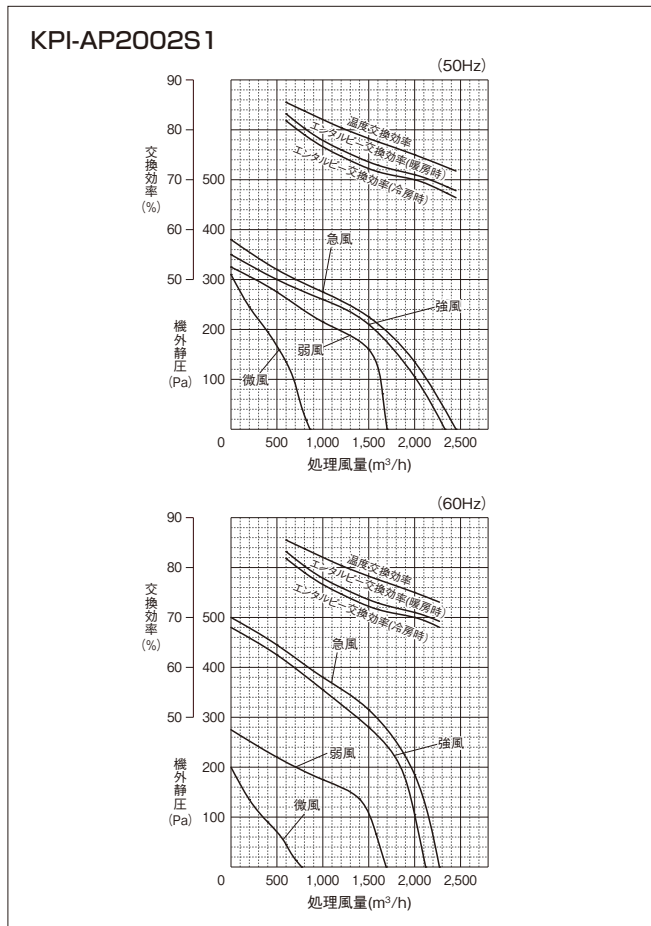 KPI-AP2002S1
(50Hz)
90
80
70
60
50
交換効率(%)
500
400
300
200
100
機外静圧(Pa)
温度交換効率
エンタルピー交換効率(暖房時)
エンタルピー交換効率(冷房時)
急風
強風
弱風
微風
0 500 1,000 1,500 2,000 2,500
処理風量(m³/h)
(60Hz)
90
80
70
60
50
交換効率(%)
500
400
300
200
100
機外静圧(Pa)
温度交換効率
エンタルピー交換効率(暖房時)
エンタルピー交換効率(冷房時)
急風
強風
弱風
微風
0 500 1,000 1,500 2,000 2,500
処理風量(m³/h)